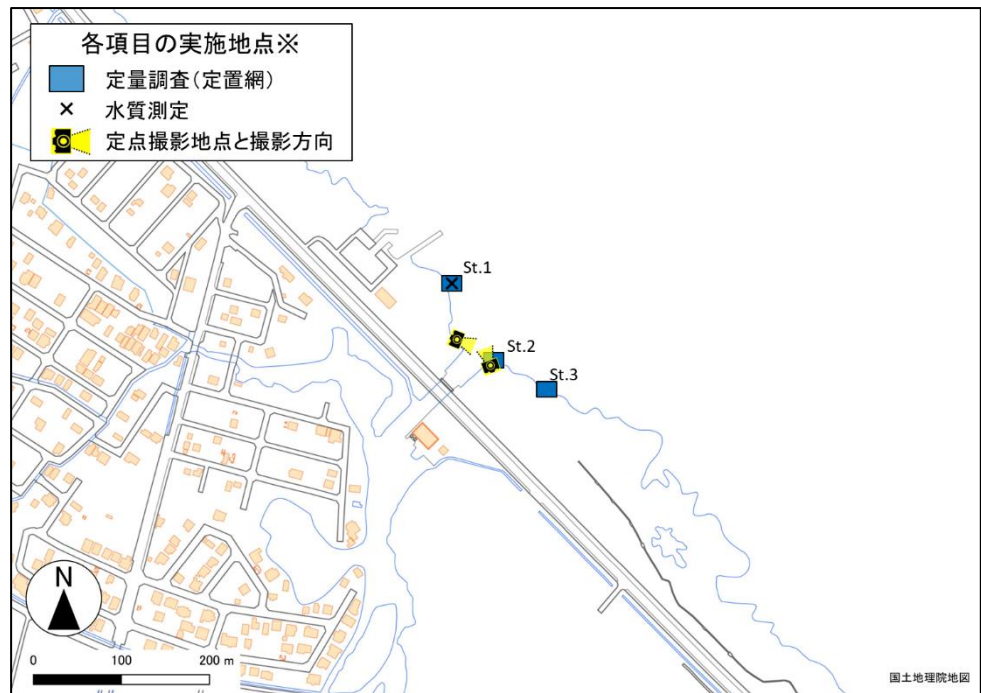 各項目の実施地点※
定量調査(定置網)
水質測定
定点撮影地点と撮影方向
St.1
St.2
St.3
N
0 100 200 m
国土地理院地図